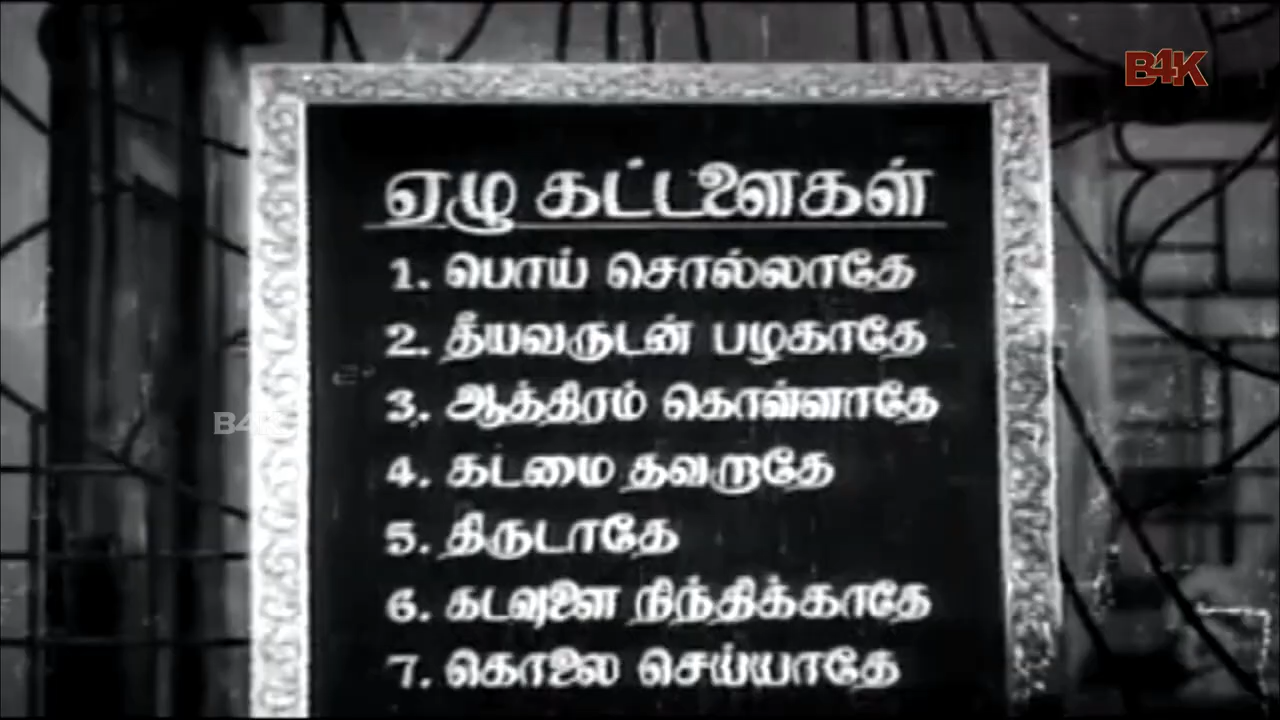 B4K
ஏழு கட்டளைகள்
1. பொய் சொல்லாதே
2. தீயவருடன் பழகாதே
3. ஆத்திரம் கொள்ளாதே
4. கடமை தவறாதே
B4K
5. திருடாதே
6. கடவுளை நிந்திக்காதே
7. கொலை செய்யாதே